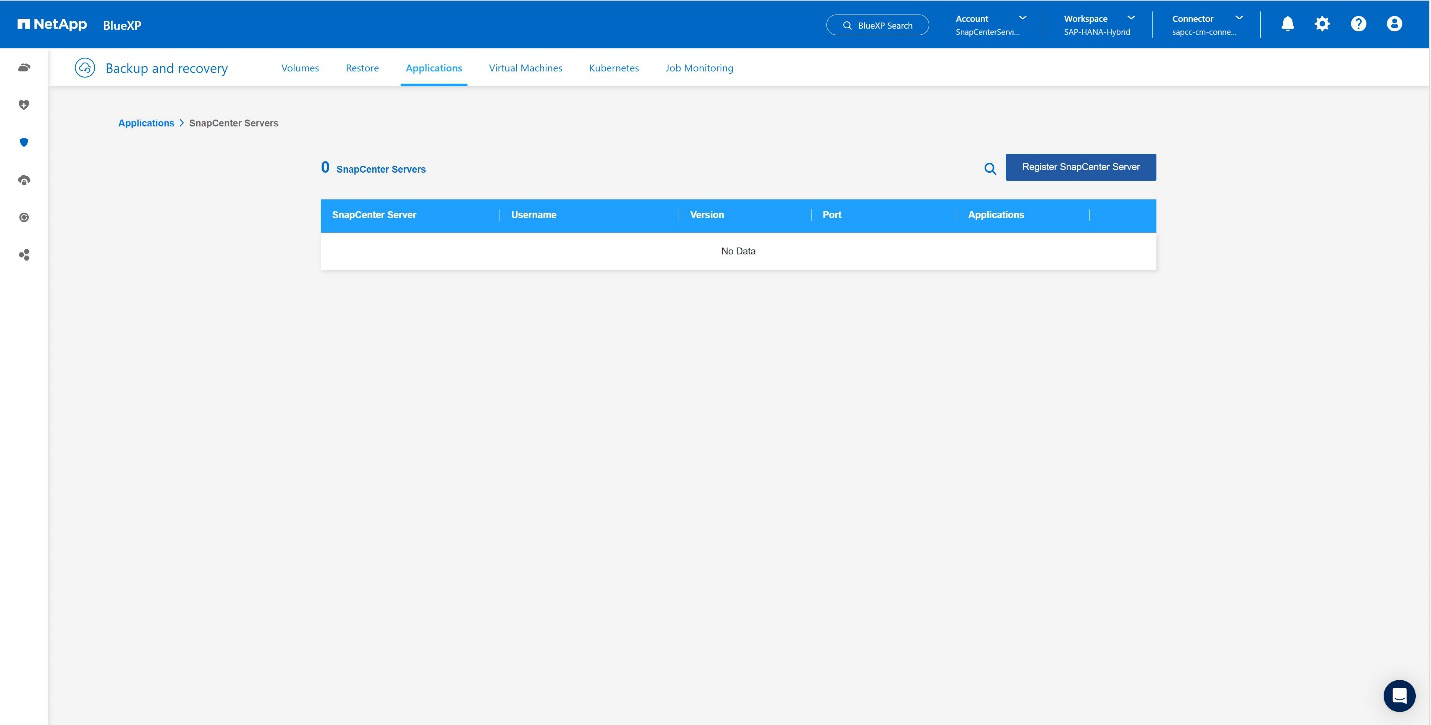 NetApp BlueXP
BlueXP Search
Account
SnapCenterServi...
Workspace
SAP-HANA-Hybrid
Connector
sapcc-cm-conne...
Backup and recovery
Volumes Restore Applications Virtual Machines Kubernetes Job Monitoring
Applications > SnapCenter Servers
0 SnapCenter Servers
Register SnapCenter Server
SnapCenter Server Username Version Port Applications
No Data